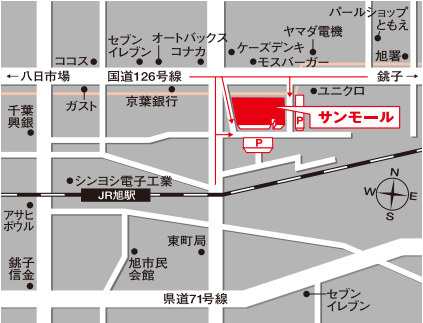 パールショップ
ともえ
ヤマダ電機
オートバックス
セブン
イレブン
コナカ
ケーズデンキ
ココス
モスバーガー
旭署
←八日市場
国道126号線
銚子→
ガスト
京葉銀行
ユニクロ
千葉
興銀
サンモール
P
P
シンヨシ電子工業
JR旭駅
N
W
E
S
アサヒ
ボウル
東町局
銚子
信金
旭市民
会館
県道71号線
セブン
イレブン